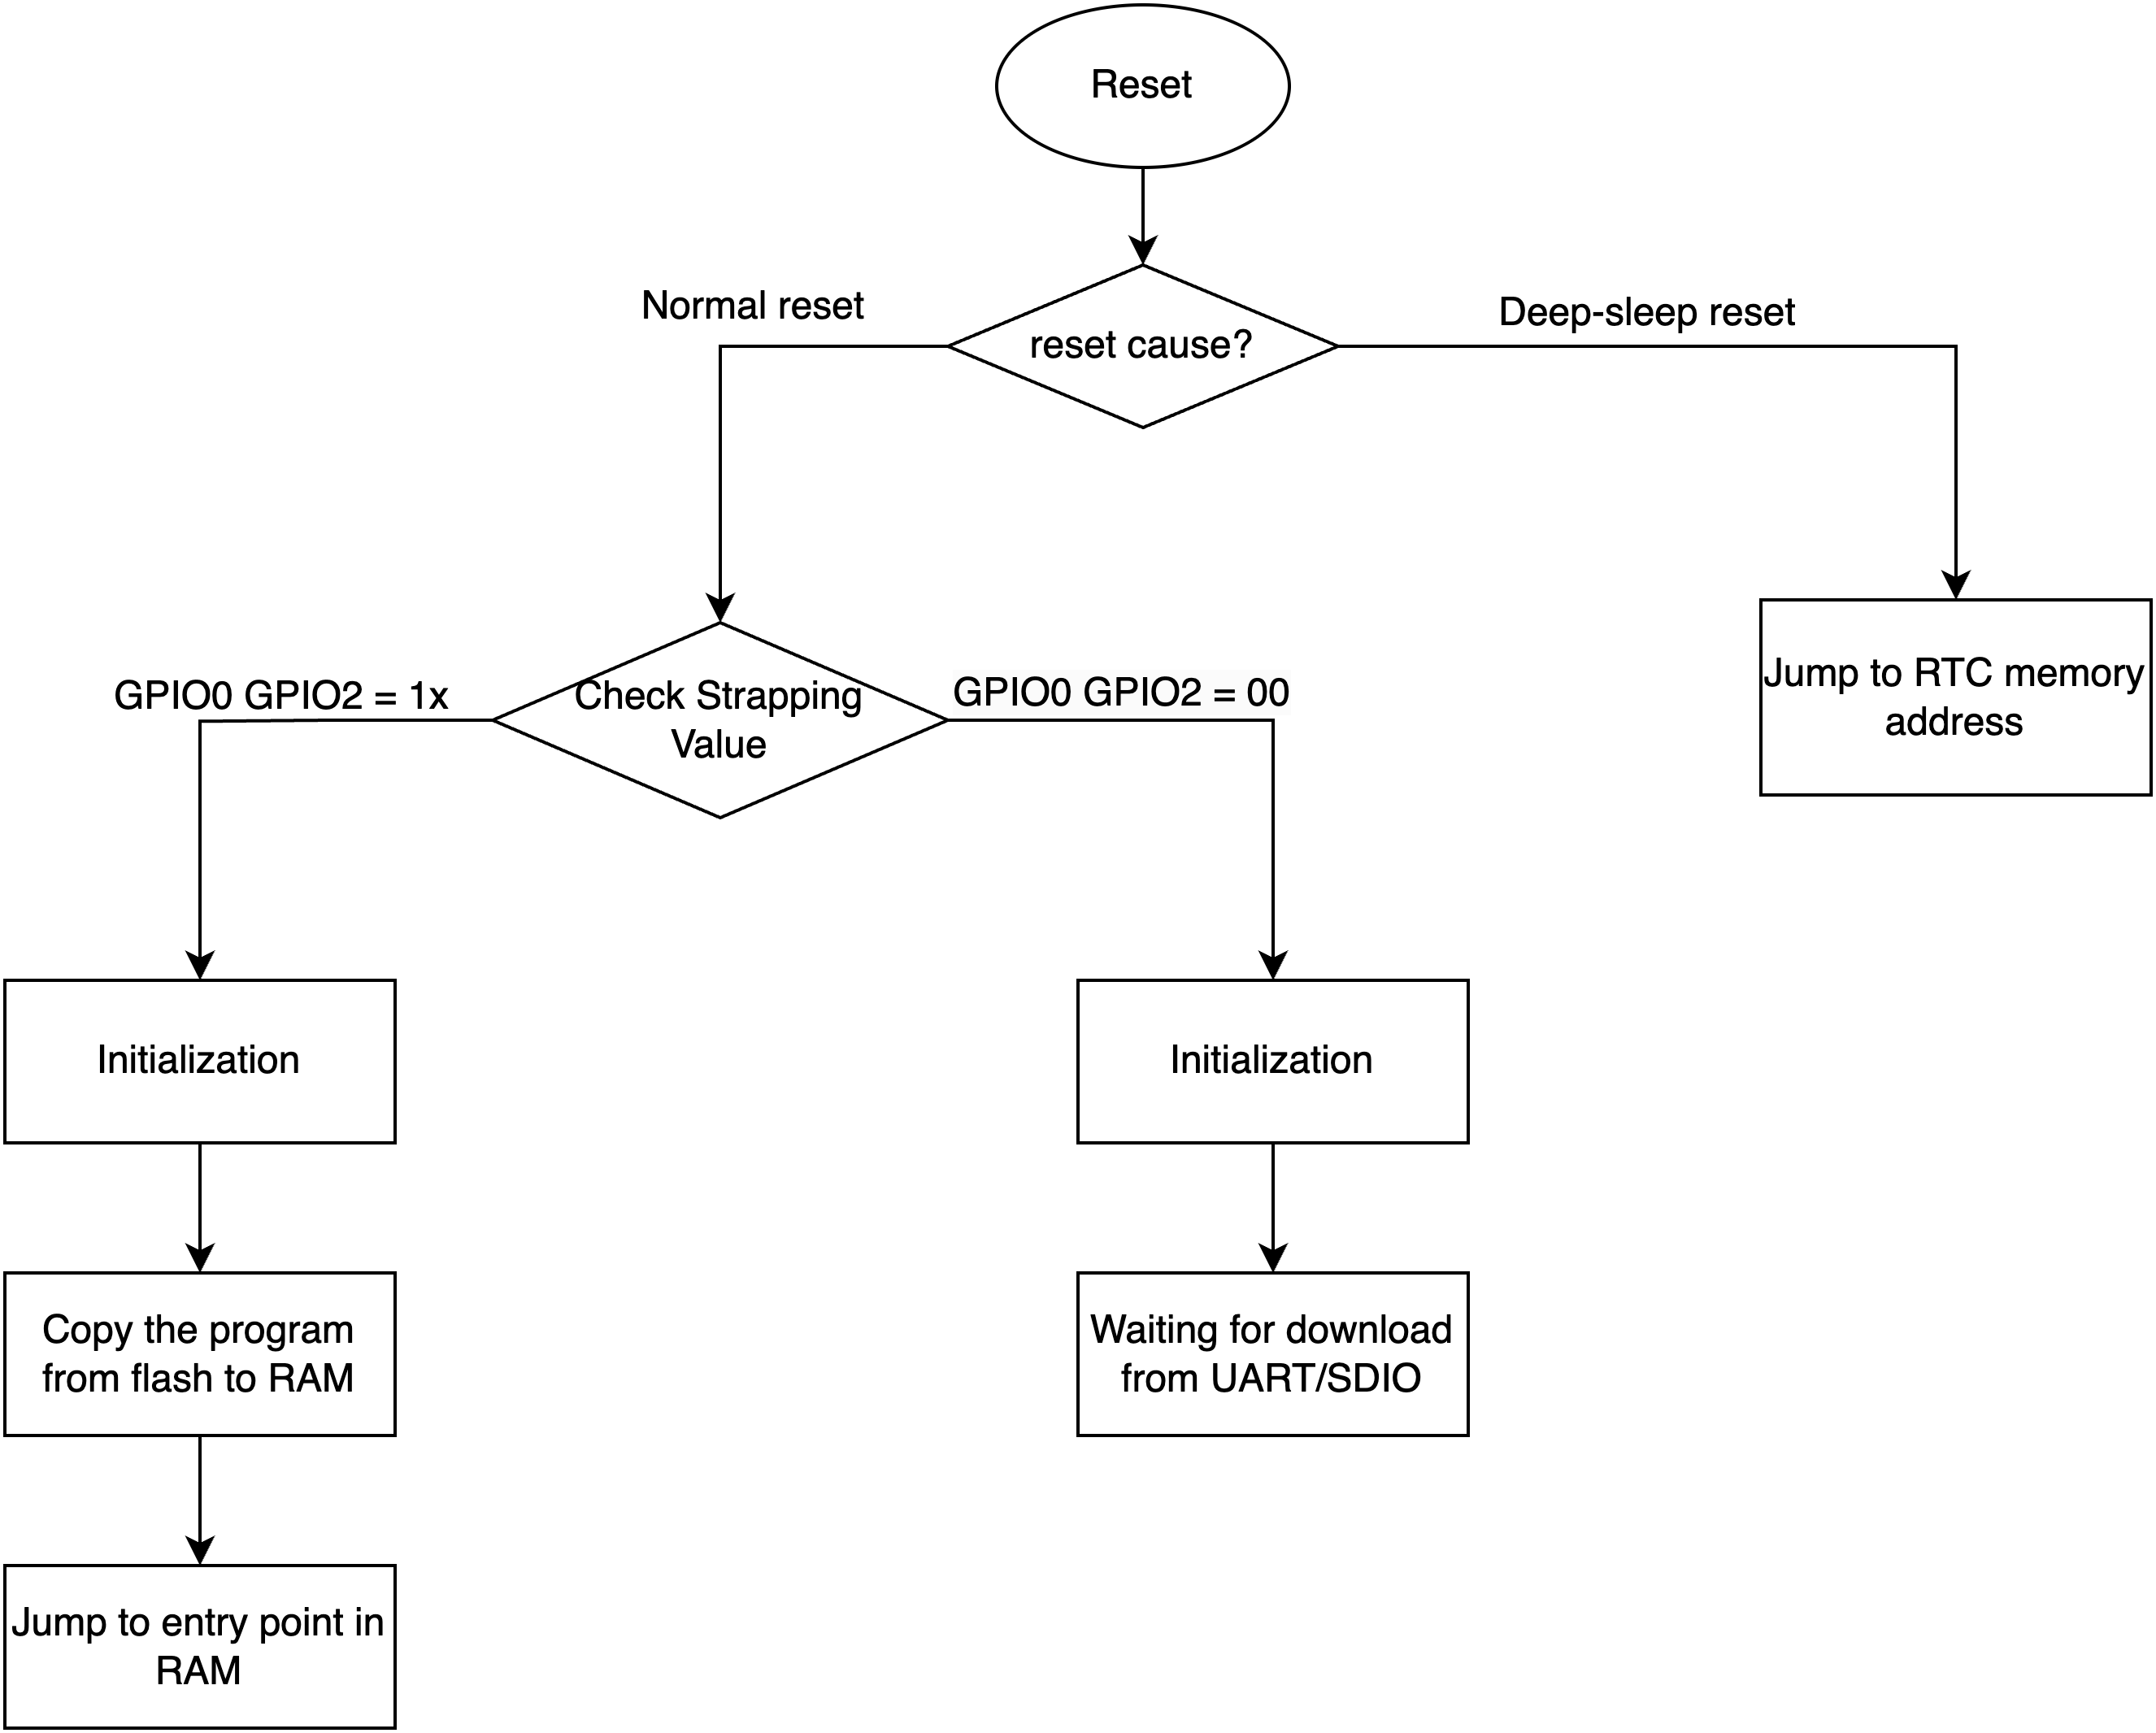 Reset
Normal reset
reset cause?
Deep-sleep reset
GPIO0 GPIO2 = 1x
Check Strapping
Value
GPIO0 GPIO2 = 00
Jump to RTC memory
address
Initialization
Initialization
Copy the program
from flash to RAM
Waiting for download
from UART/SDIO
Jump to entry point in
RAM